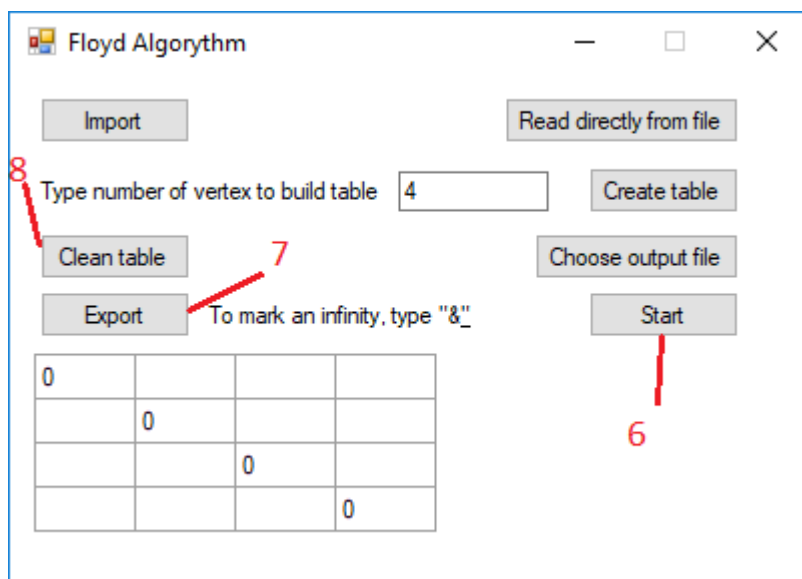 Floyd Algorythm
Import
Read directly from file
8
Type number of vertex to build table
4
Create table
Clean table
7
Choose output file
Export
To mark an infinity, type "&_"
Start
6
0
0
0
0